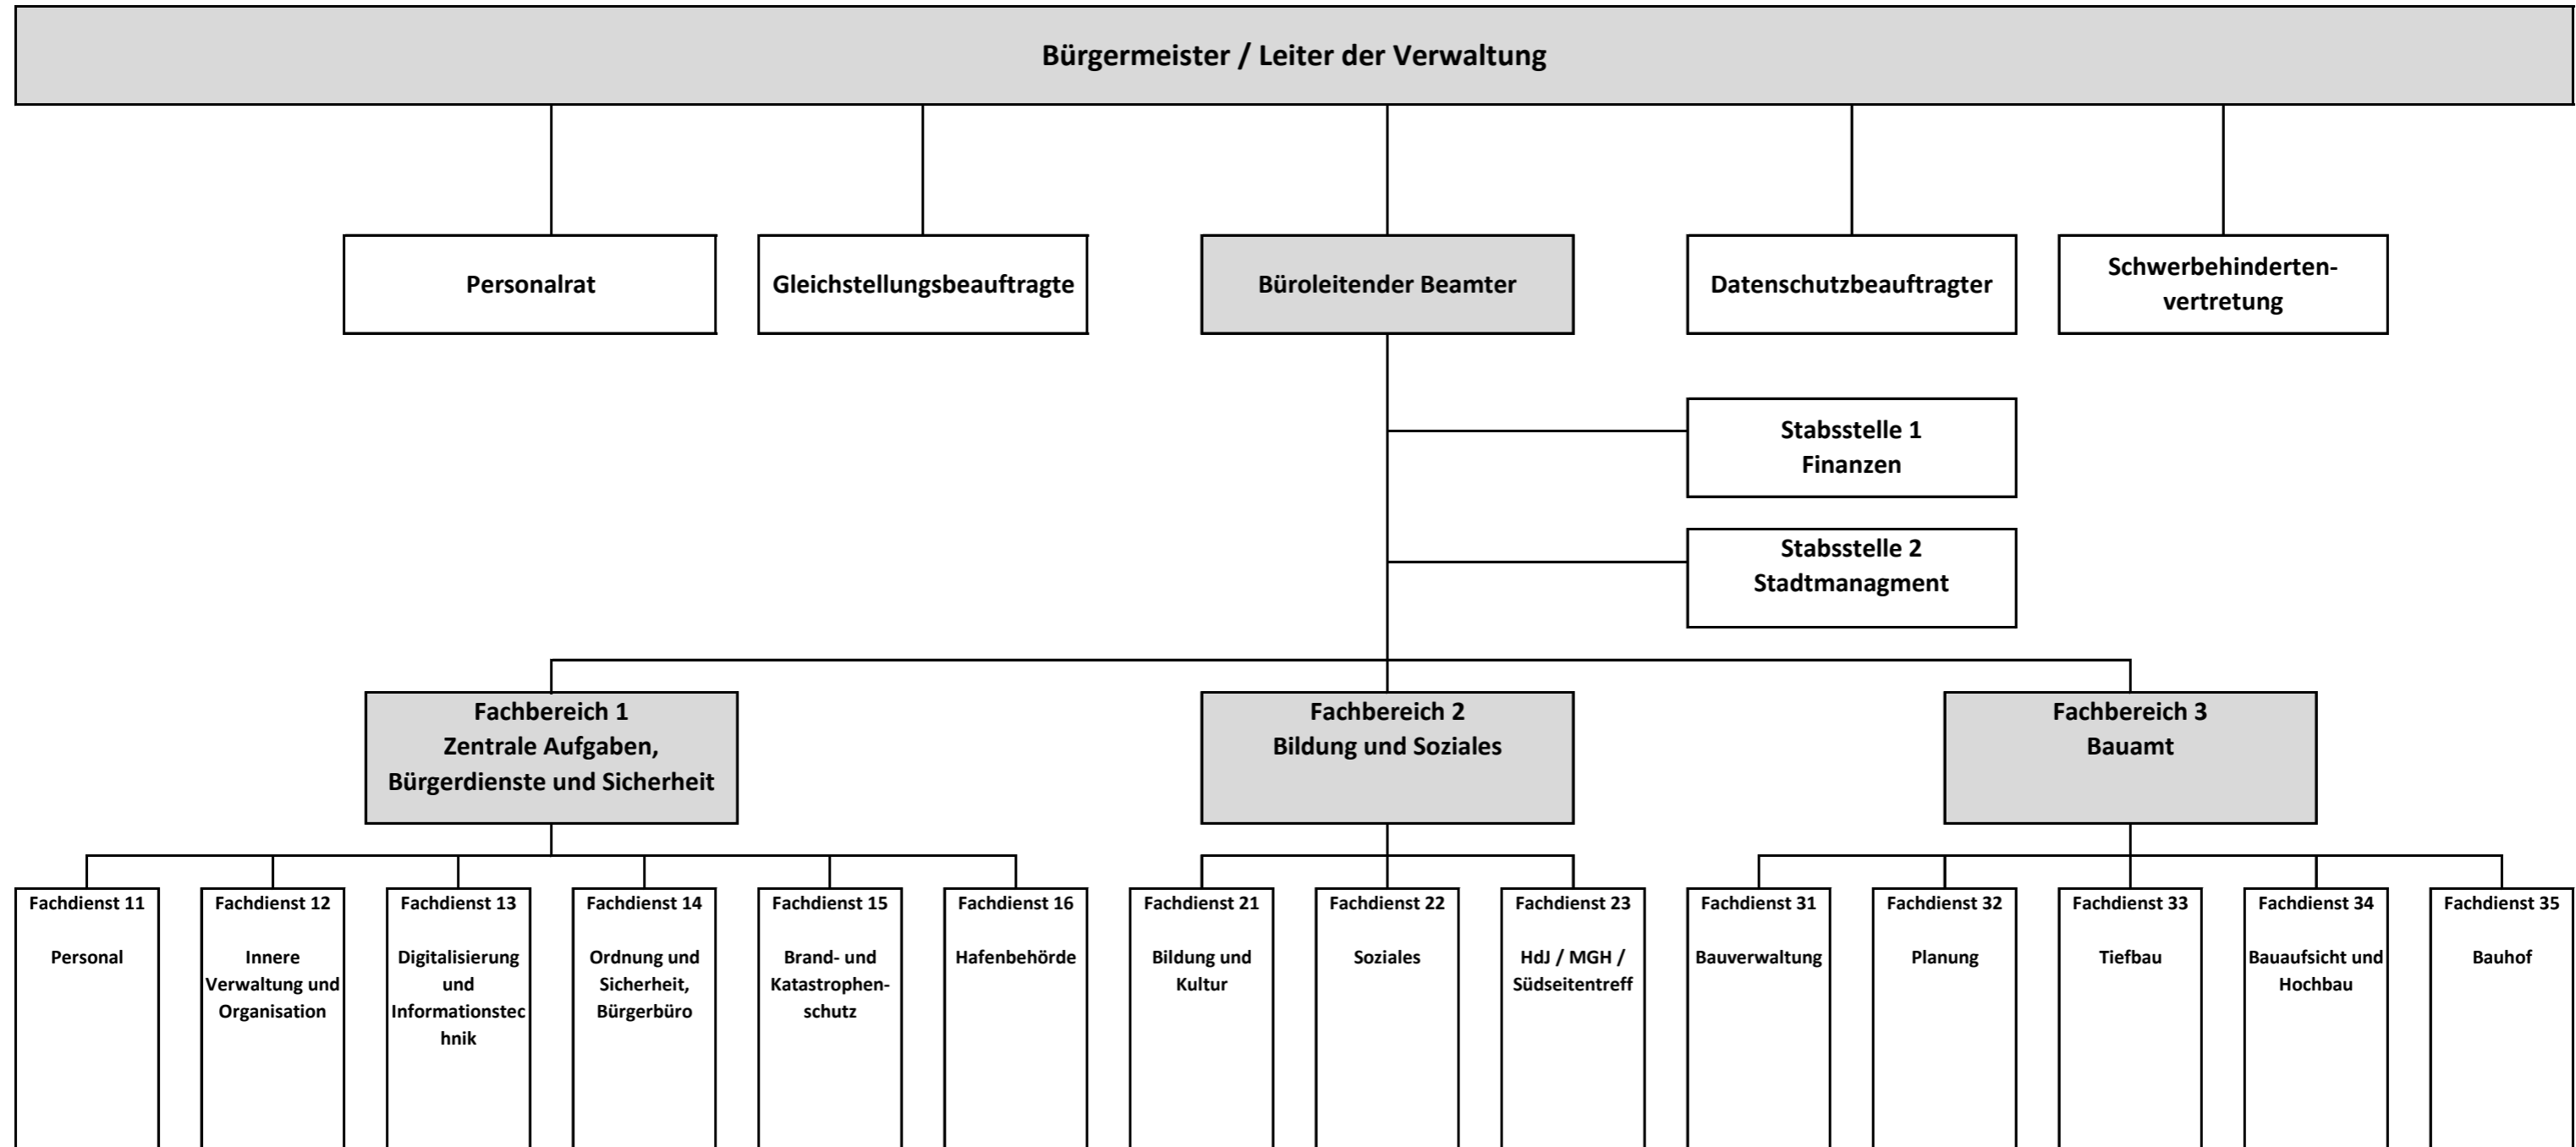 Bürgermeister / Leiter der Verwaltung
Personalrat
Gleichstellungsbeauftragte
Büroleitender Beamter
Datenschutzbeauftragter
Schwerbehinderten-
vertretung
Stabsstelle 1
Finanzen
Stabsstelle 2
Stadtmanagment
Fachbereich 1
Zentrale Aufgaben,
Bürgerdienste und Sicherheit
Fachbereich 2
Bildung und Soziales
Fachbereich 3
Bauamt
Fachdienst 11
Personal
Fachdienst 12
Innere
Verwaltung und
Organisation
Fachdienst 13
Digitalisierung
und
Informationstec
hnik
Fachdienst 14
Ordnung und
Sicherheit,
Bürgerbüro
Fachdienst 15
Brand- und
Katastrophen-
schutz
Fachdienst 16
Hafenbehörde
Fachdienst 21
Bildung und
Kultur
Fachdienst 22
Soziales
Fachdienst 23
HdJ / MGH /
Südseitentreff
Fachdienst 31
Bauverwaltung
Fachdienst 32
Planung
Fachdienst 33
Tiefbau
Fachdienst 34
Bauaufsicht und
Hochbau
Fachdienst 35
Bauhof